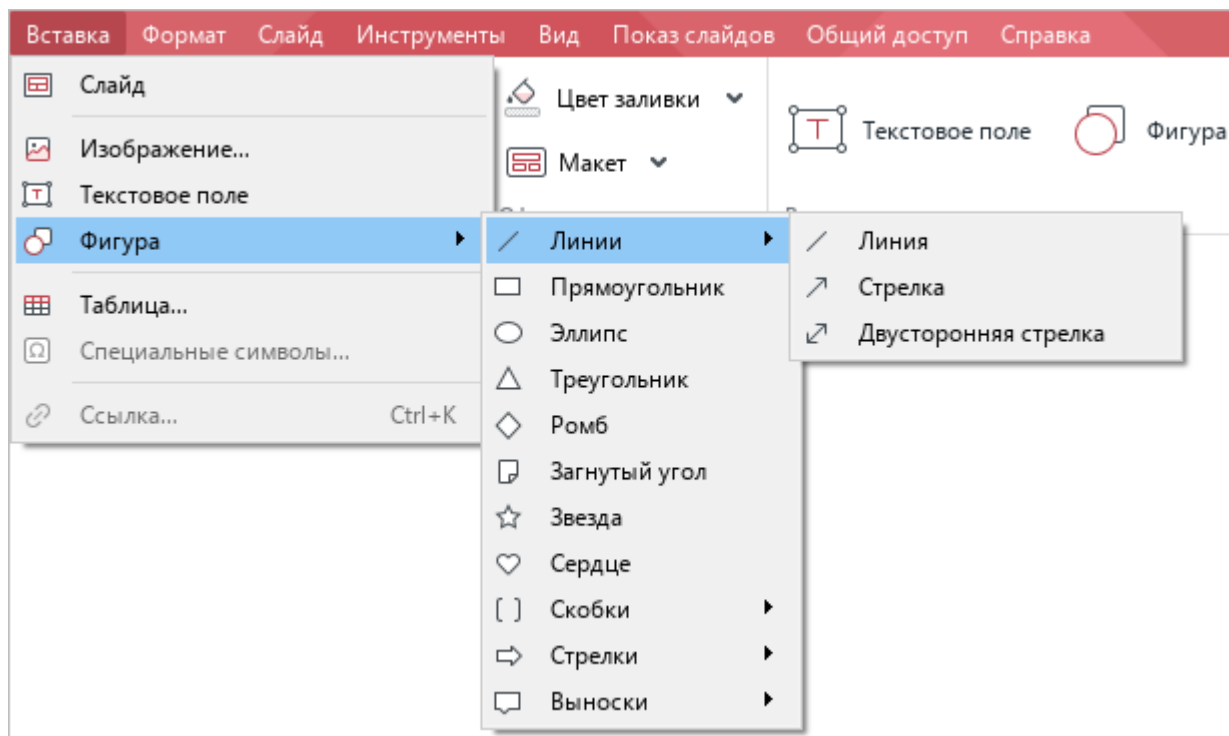 Вставка Формат Слайд Инструменты Вид Показ слайдов Общий доступ Справка
Слайд
Изображение...
Текстовое поле
Фигура
Таблица...
Специальные символы...
Ссылка... Ctrl+K
Цвет заливки
Макет
Текстовое поле
Фигура
Линии
Прямоугольник
Эллипс
Треугольник
Ромб
Загнутый угол
Звезда
Сердце
Скобки
Стрелки
Выноски
Линия
Стрелка
Двусторонняя стрелка